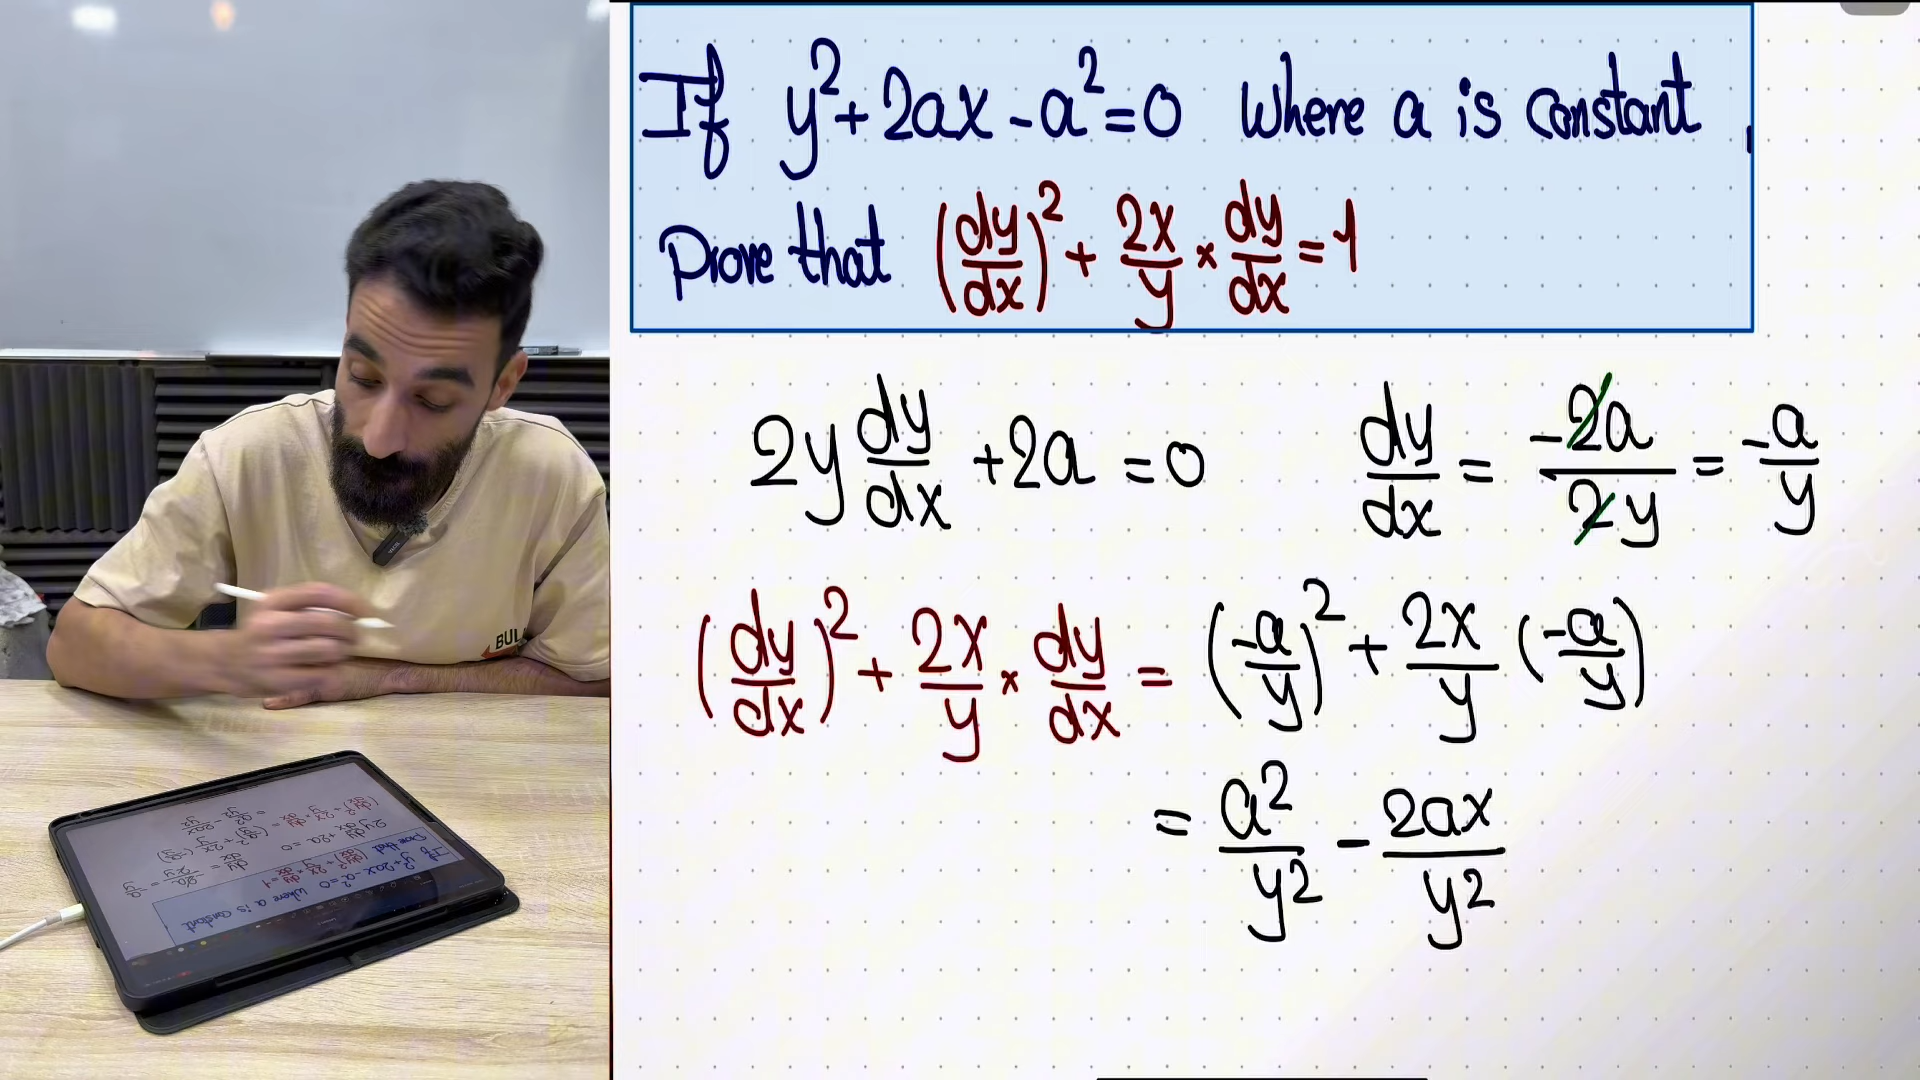 If y²+2ax-a²=0 where a is constant.
Prove that (dy/dx)² + 2x/y × dy/dx = 1
2y dy/dx +2a = 0
dy/dx = -2a/2y = -a/y
(dy/dx)² + 2x/y × dy/dx = (-a/y)² + 2x/y (-a/y)
= a²/y² - 2ax/y²
BUL